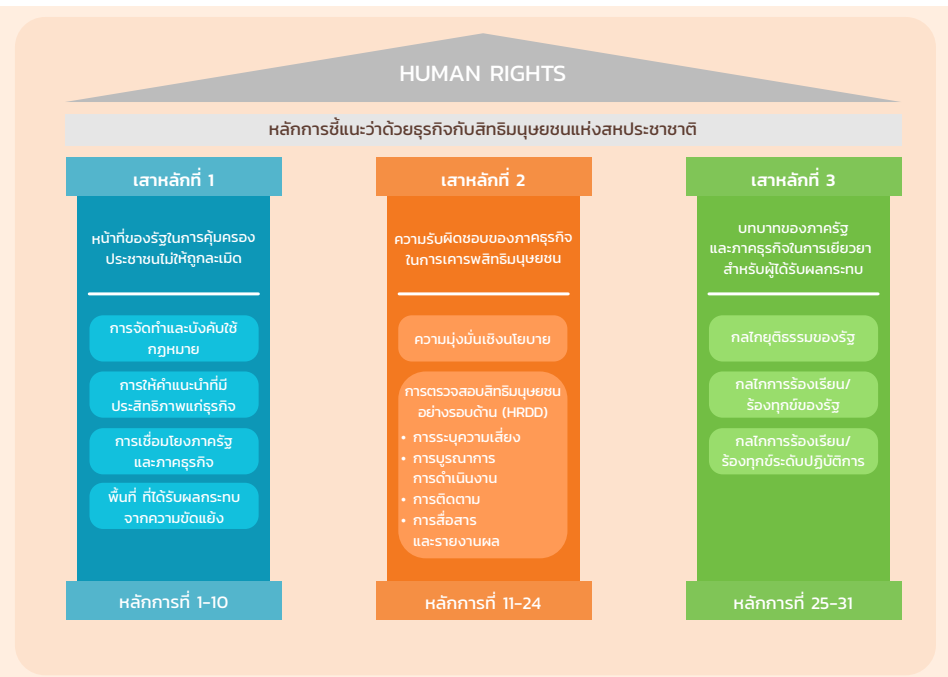 HUMAN RIGHTS
หลักการชี้แนะว่าด้วยธุรกิจกับสิทธิมนุษยชนแห่งสหประชาชาติ
เสาหลักที่ 1
หน้าที่ของรัฐในการคุ้มครอง
ประชาชนไม่ให้ถูกละเมิด
การจัดทำและบังคับใช้
กฎหมาย
การให้คำแนะนำที่มี
ประสิทธิภาพแก่ธุรกิจ
การเชื่อมโยงภาครัฐ
และภาคธุรกิจ
พื้นที่ ที่ได้รับผลกระทบ
จากความขัดแย้ง
หลักการที่ 1-10
เสาหลักที่ 2
ความรับผิดชอบของภาคธุรกิจ
ในการเคารพสิทธิมนุษยชน
ความมุ่งมั่นเชิงนโยบาย
การตรวจสอบสิทธิมนุษยชน
อย่างรอบด้าน (HRDD)
• การระบุความเสี่ยง
• การบูรณาการ
การดำเนินงาน
• การติดตาม
• การสื่อสาร
และรายงานผล
หลักการที่ 11-24
เสาหลักที่ 3
บทบาทของภาครัฐ
และภาคธุรกิจในการเยียวยา
สำหรับผู้ได้รับผลกระทบ
กลไกยุติธรรมของรัฐ
กลไกการร้องเรียน/
ร้องทุกข์ของรัฐ
กลไกการร้องเรียน/
ร้องทุกข์ระดับปฏิบัติการ
หลักการที่ 25-31